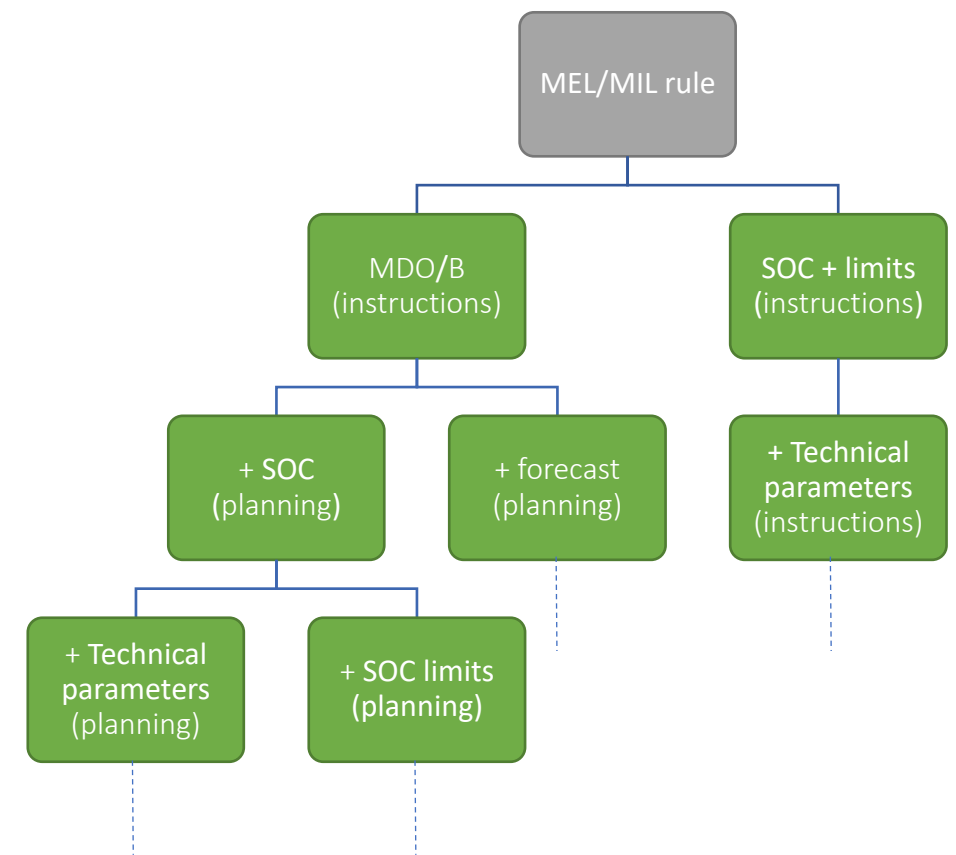 MEL/MIL rule
MDO/B
(instructions)
SOC + limits
(instructions)
+ SOC
(planning)
+ forecast
(planning)
+ Technical
parameters
(instructions)
+ Technical
parameters
(planning)
+ SOC limits
(planning)